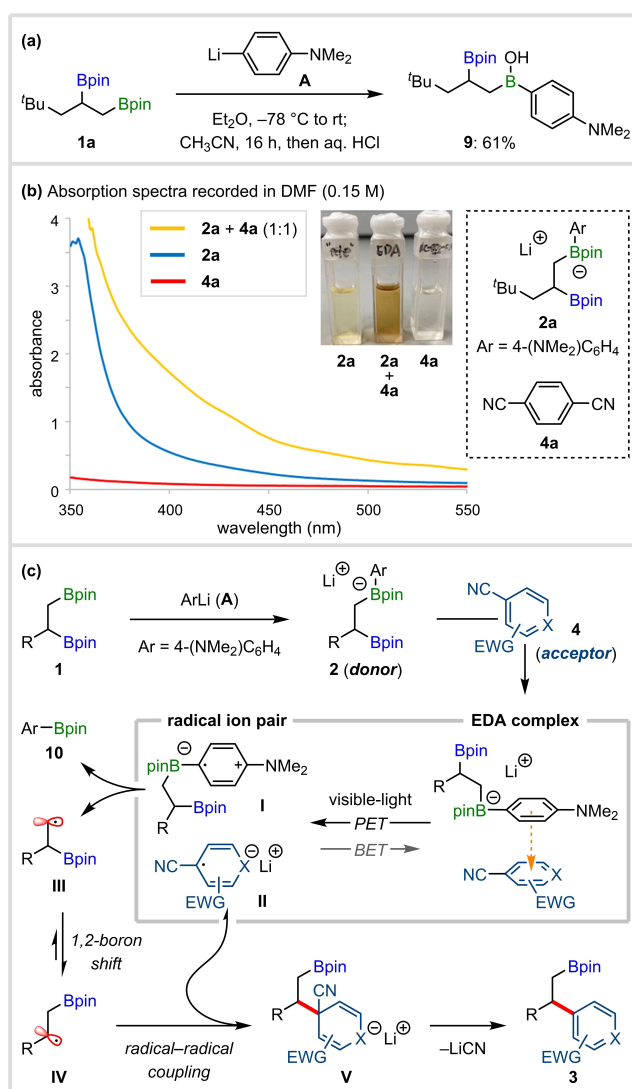 (a)
Li
NMe2
A
Bpin
tBu
Bpin
1a
Et2O, –78 °C to rt;
CH3CN, 16 h, then aq. HCl
Bpin
OH
B
tBu
NMe2
9: 61%
(b) Absorption spectra recorded in DMF (0.15 M)
absorbance
4
3
2
1
0
350
400
450
500
550
wavelength (nm)
2a + 4a (1:1)
2a
4a
EDA
2a
2a
+
4a
4a
Ar
Li+
Bpin
–
tBu
Bpin
2a
Ar = 4-(NMe2)C6H4
NC
CN
4a
(c)
Bpin
R
Bpin
1
ArLi (A)
Ar = 4-(NMe2)C6H4
Li+
–
Ar
Bpin
R
Bpin
2 (donor)
NC
X
EWG
4
(acceptor)
radical ion pair
EDA complex
Ar–Bpin
10
–
pinB
+
NMe2
R
Bpin
I
NC
X
–
Li+
EWG
II
visible-light
PET
BET
Bpin
Li+
R
pinB
–
NMe2
NC
X
EWG
R
Bpin
III
1,2-boron
shift
Bpin
R
IV
radical–radical
coupling
Bpin
CN
R
X
–
Li+
EWG
V
–LiCN
Bpin
R
X
EWG
3